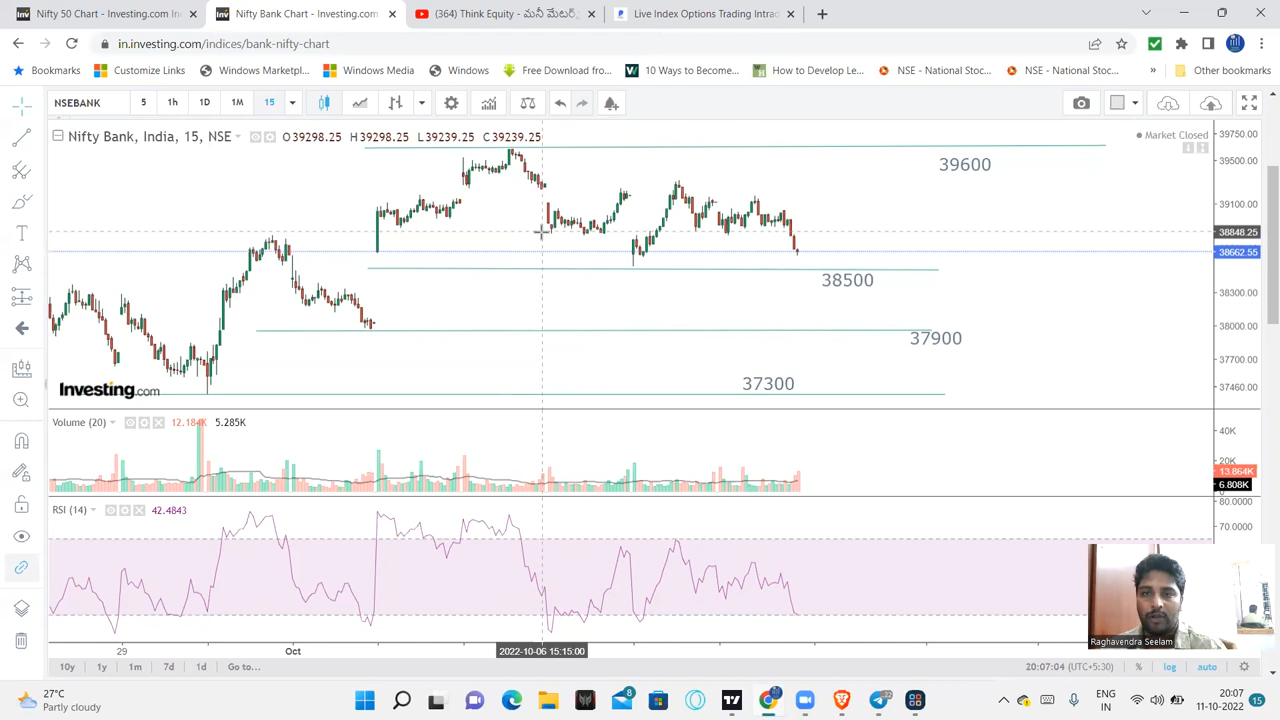 Nifty 50 Chart - Investing.com In
Nifty Bank Chart - Investing.com
(364) Think Equity - మనీ మేటర్
Live Index Options Trading Intrad
in.investing.com/indices/bank-nifty-chart
Bookmarks
Customize Links
Windows Marketpl...
Windows Media
Windows
Free Download from...
10 Ways to Become...
How to Develop Le...
NSE - National Stoc...
NSE - National Stoc...
Other bookmarks
NSEBANK 5 1h 1D 1M 15
Nifty Bank, India, 15, NSE O39298.25 H39298.25 L39239.25 C39239.25
Market Closed
39750.00
39600
39500.00
39100.00
38848.25
38662.55
38500
38300.00
38000.00
37900
37700.00
37300
37460.00
Investing.com
Volume (20) 12.184K 5.285K
40K
20K
13.864K
6.808K
0
RSI (14) 42.4843
80.0000
70.0000
Raghavendra Seelam
29 Oct 2022-10-06 15:15:00
10y 1y 1m 7d 1d Go to... 20:07:04 (UTC+5:30) % log auto
27°C
Partly cloudy
8
ENG
IN
20:07
11-10-2022
15